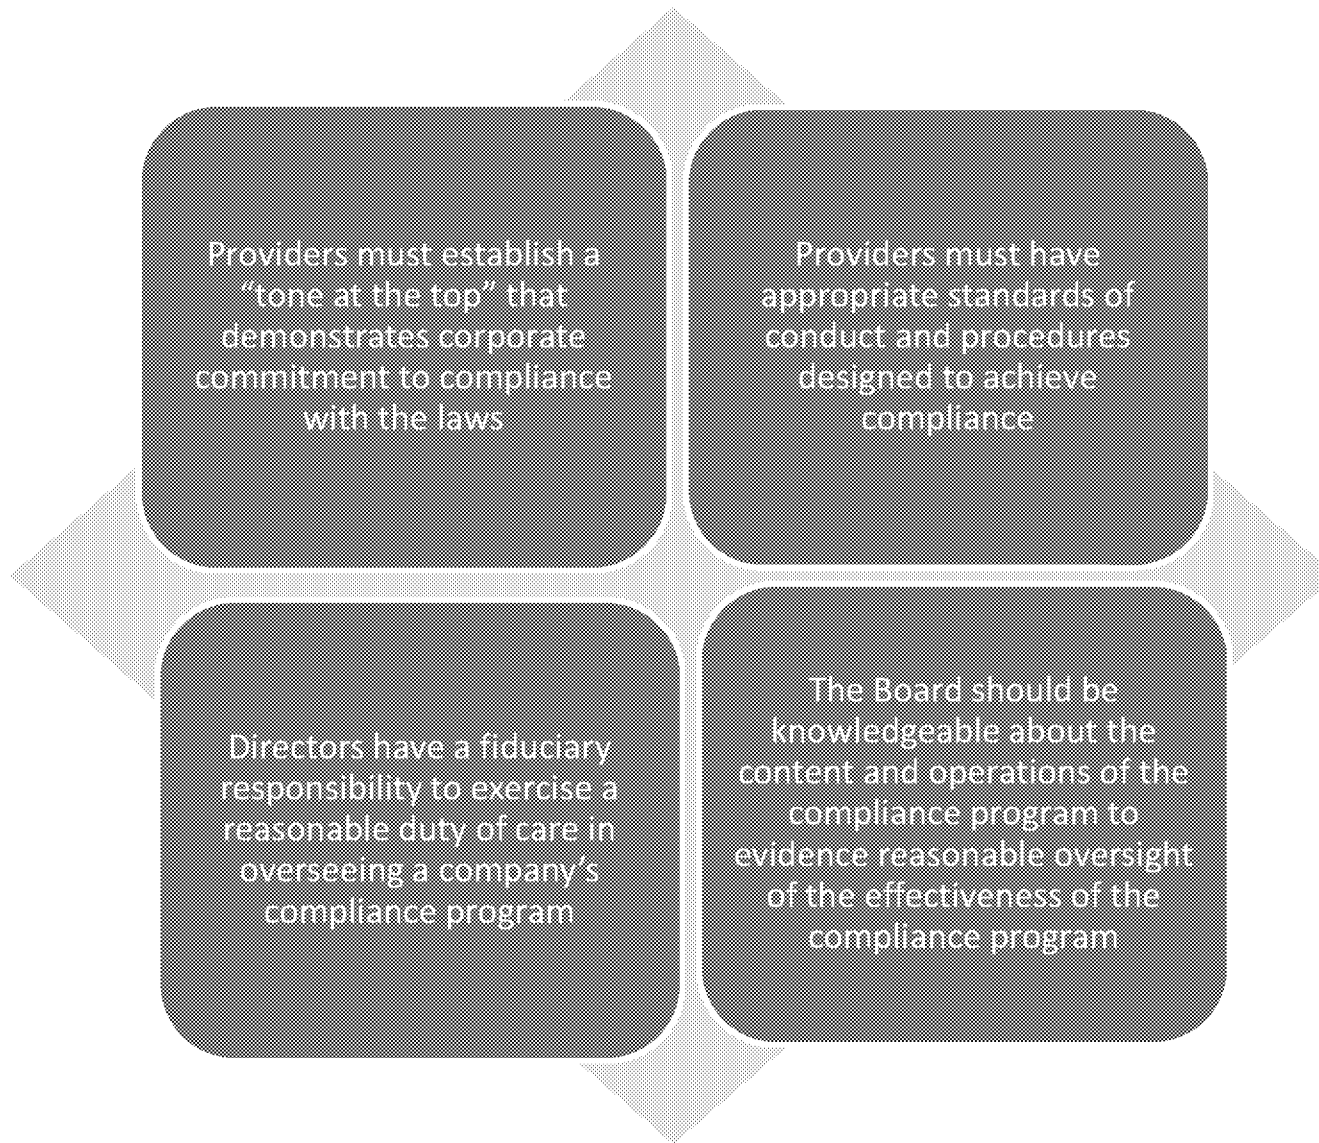 Providers must establish a
“tone at the top” that
demonstrates corporate
commitment to compliance
with the laws
Providers must have
appropriate standards of
conduct and procedures
designed to achieve
compliance
Directors have a fiduciary
responsibility to exercise a
reasonable duty of care in
overseeing a company’s
compliance program
The Board should be
knowledgeable about the
content and operations of the
compliance program to
evidence reasonable oversight
of the effectiveness of the
compliance program